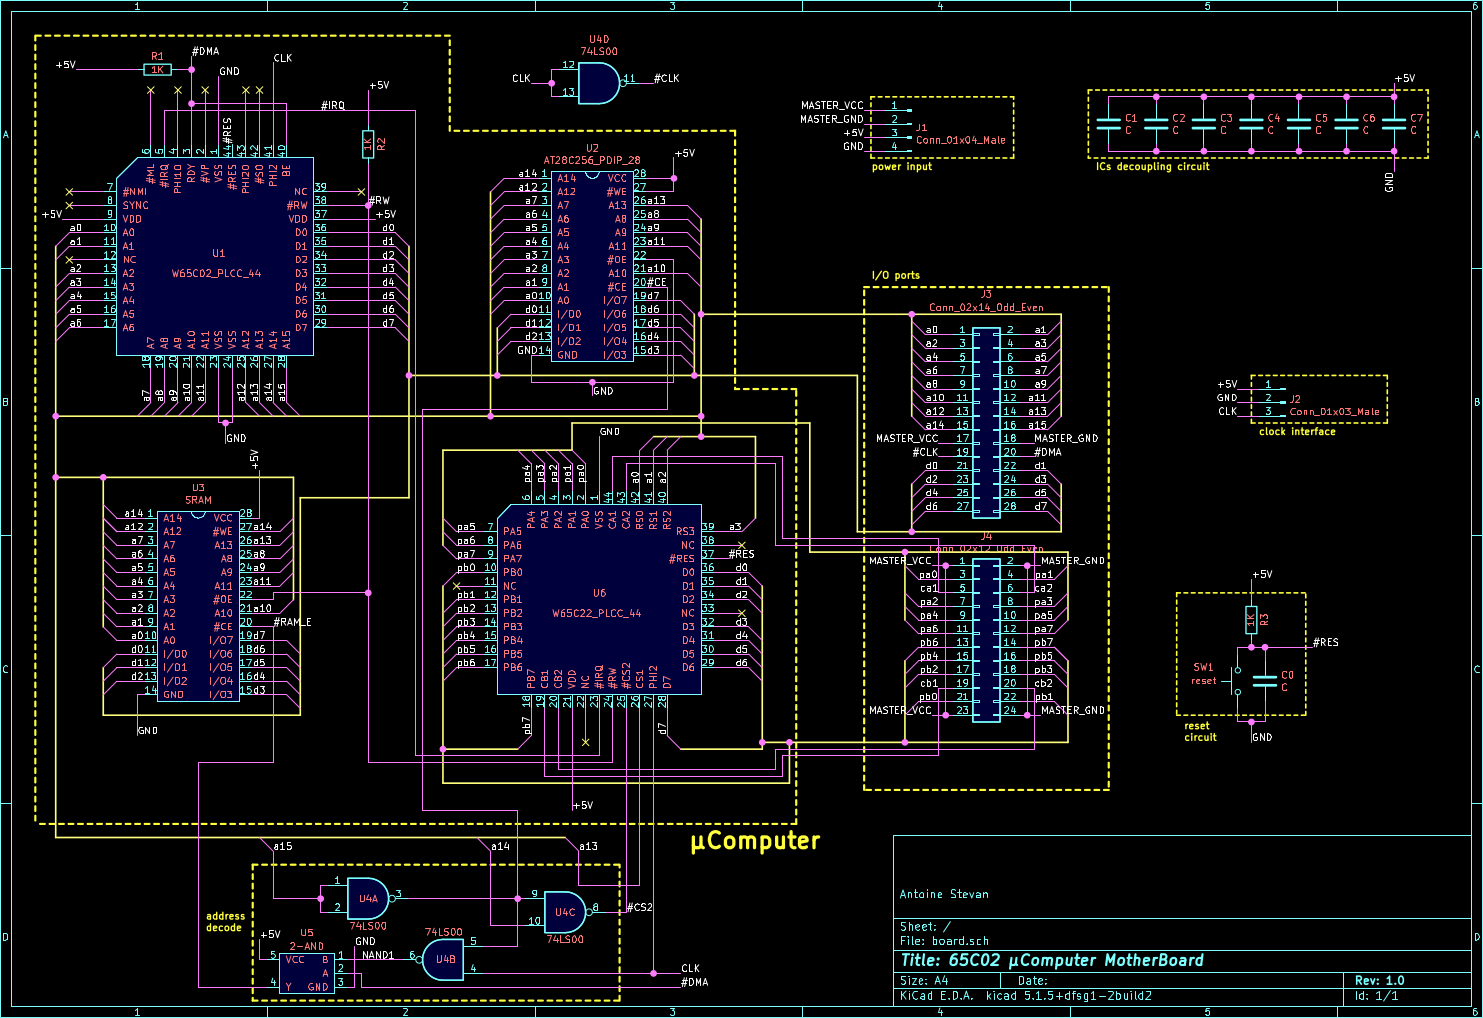 1 2 3 4 5 6
A
B
C
D
U4D
74LS00
CLK
12
13
11
#CLK
R1
1K
+5V
#DMA
GND
CLK
+5V
#IRQ
#RES
R2
1K
6 5 4 3 2 1 44 43 42 41 40
#ML #IRQ PHI1O RDY #VP VSS #RES PHI2O #SO PHI2 BE
7 #NMI
8 SYNC
+5V 9 VDD
a0 10 A0
a1 11 A1
12 NC
a2 13 A2
a3 14 A3
a4 15 A4
a5 16 A5
a6 17 A6
U1
W65C02_PLCC_44
NC 39
#RW 38 #RW
VDD 37 +5V
D0 36 d0
D1 35 d1
D2 34 d2
D3 33 d3
D4 32 d4
D5 31 d5
D6 30 d6
D7 29 d7
A7 A8 A9 A10 A11 VSS VSS A12 A13 A14 A15
18 19 20 21 22 23 24 25 26 27 28
a7 a8 a9 a10 a11 a12 a13 a14 a15
GND
U2
AT28C256_PDIP_28
+5V
a14 1 A14 VCC 28
a12 2 A12 #WE 27
a7 3 A7 A13 26 a13
a6 4 A6 A8 25 a8
a5 5 A5 A9 24 a9
a4 6 A4 A11 23 a11
a3 7 A3 #OE 22
a2 8 A2 A10 21 a10
a1 9 A1 #CE 20 #CE
a0 10 A0 I/O7 19 d7
d0 11 I/O0 I/O6 18 d6
d1 12 I/O1 I/O5 17 d5
d2 13 I/O2 I/O4 16 d4
GND 14 GND I/O3 15 d3
GND
MASTER_VCC 1
MASTER_GND 2
+5V 3
GND 4
J1
Conn_01x04_Male
power input
+5V
C1 C
C2 C
C3 C
C4 C
C5 C
C6 C
C7 C
GND
ICs decoupling circuit
I/O ports
J3
Conn_02x14_Odd_Even
a0 1 2 a1
a2 3 4 a3
a4 5 6 a5
a6 7 8 a7
a8 9 10 a9
a10 11 12 a11
a12 13 14 a13
a14 15 16 a15
MASTER_VCC 17 18 MASTER_GND
#CLK 19 20 #DMA
d0 21 22 d1
d2 23 24 d3
d4 25 26 d5
d6 27 28 d7
J4
Conn_02x12_Odd_Even
MASTER_VCC 1 2 MASTER_GND
pa0 3 4 pa1
ca1 5 6 ca2
pa2 7 8 pa3
pa4 9 10 pa5
pa6 11 12 pa7
pb6 13 14 pb7
pb4 15 16 pb5
pb2 17 18 pb3
cb1 19 20 cb2
pb0 21 22 pb1
MASTER_VCC 23 24 MASTER_GND
+5V 1
GND 2
CLK 3
J2
Conn_01x03_Male
clock interface
+5V
U3
SRAM
a14 1 A14 VCC 28
a12 2 A12 #WE 27 a14
a7 3 A7 A13 26 a13
a6 4 A6 A8 25 a8
a5 5 A5 A9 24 a9
a4 6 A4 A11 23 a11
a3 7 A3 #OE 22
a2 8 A2 A10 21 a10
a1 9 A1 #CE 20 #RAMLE
a0 10 A0 I/O7 19 d7
d0 11 I/O0 I/O6 18 d6
d1 12 I/O1 I/O5 17 d5
d2 13 I/O2 I/O4 16 d4
14 GND I/O3 15 d3
GND
GND
pa4 pa3 pa2 pa1 pa0 a0 a1 a2
6 5 4 3 2 1 44 43 42 41 40
PA4 PA3 PA2 PA1 PA0 VSS CA1 CA2 RS0 RS1 RS2
pa5 7 PA5
pa6 8 PA6
pa7 9 PA7
pb0 10 PB0
11 NC
pb1 12 PB1
pb2 13 PB2
pb3 14 PB3
pb4 15 PB4
pb5 16 PB5
pb6 17 PB6
U6
W65C22_PLCC_44
RS3 39 a3
NC 38
#RES 37 #RES
D0 36 d0
D1 35 d1
D2 34 d2
NC 33
D3 32 d3
D4 31 d4
D5 30 d5
D6 29 d6
PB7 CB1 CB2 VDD NC #IRQ #RW #CS2 CS1 PHI2 D7
18 19 20 21 22 23 24 25 26 27 28
pb7 d7
+5V
+5V
1K R3
#RES
SW1
reset
C0
C
GND
reset
circuit
µComputer
a15 a14 a13
address
decode
1
2
U4A
3
74LS00
9
10
U4C
8
#CS2
74LS00
74LS00
U4B
5
4
6
NAND1
GND
+5V
U5
2-AND
5 VCC B 1
A 2
4 Y GND 3
CLK
#DMA
Antoine Stevan
Sheet: /
File: board.sch
Title: 65C02 µComputer MotherBoard
Size: A4 Date: Rev: 1.0
KiCad E.D.A. kicad 5.1.5+dfsg1-2build2 Id: 1/1
1 2 3 4 5 6